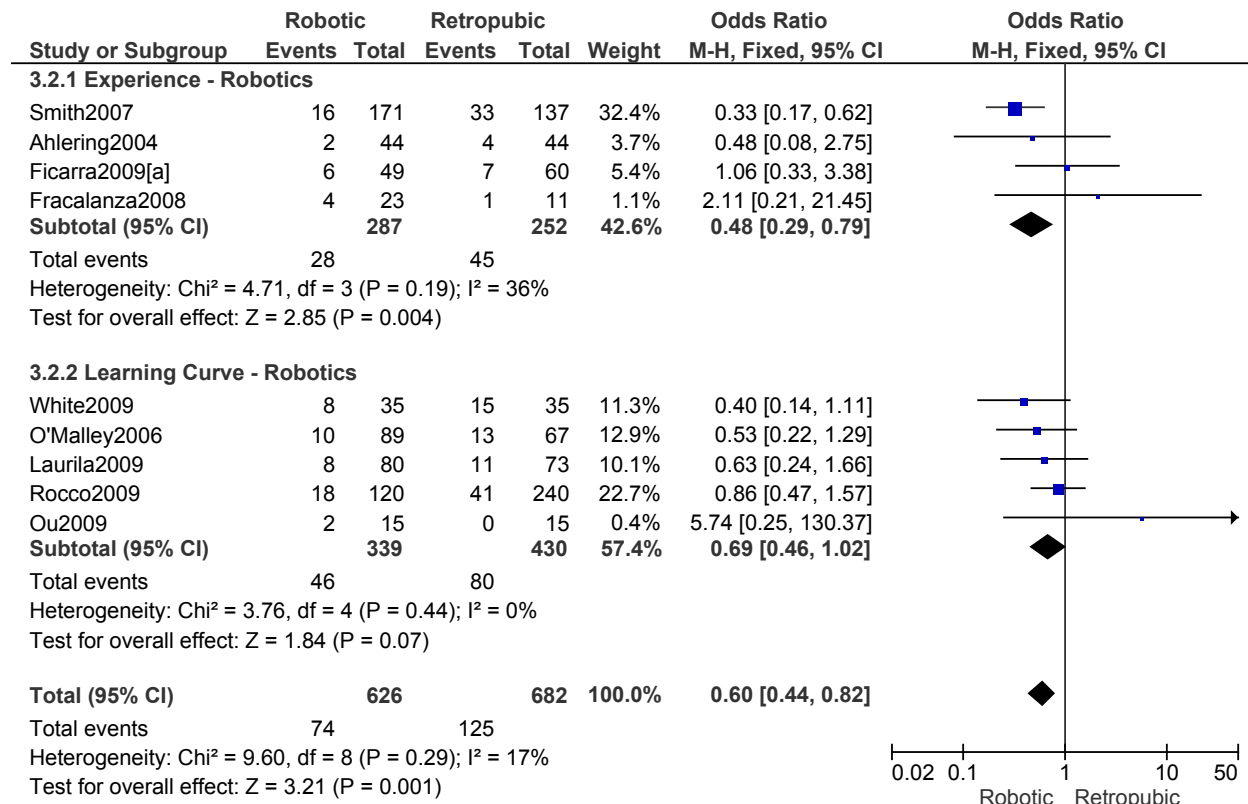 Robotic Retropubic Odds Ratio Odds Ratio
Study or Subgroup Events Total Events Total Weight M-H, Fixed, 95% CI M-H, Fixed, 95% CI
3.2.1 Experience - Robotics
Smith2007 16 171 33 137 32.4% 0.33 [0.17, 0.62]
Ahlering2004 2 44 4 44 3.7% 0.48 [0.08, 2.75]
Ficarra2009[a] 6 49 7 60 5.4% 1.06 [0.33, 3.38]
Fracalanza2008 4 23 1 11 1.1% 2.11 [0.21, 21.45]
Subtotal (95% CI) 287 252 42.6% 0.48 [0.29, 0.79]
Total events 28 45
Heterogeneity: Chi² = 4.71, df = 3 (P = 0.19); I² = 36%
Test for overall effect: Z = 2.85 (P = 0.004)
3.2.2 Learning Curve - Robotics
White2009 8 35 15 35 11.3% 0.40 [0.14, 1.11]
O'Malley2006 10 89 13 67 12.9% 0.53 [0.22, 1.29]
Laurila2009 8 80 11 73 10.1% 0.63 [0.24, 1.66]
Rocco2009 18 120 41 240 22.7% 0.86 [0.47, 1.57]
Ou2009 2 15 0 15 0.4% 5.74 [0.25, 130.37]
Subtotal (95% CI) 339 430 57.4% 0.69 [0.46, 1.02]
Total events 46 80
Heterogeneity: Chi² = 3.76, df = 4 (P = 0.44); I² = 0%
Test for overall effect: Z = 1.84 (P = 0.07)
Total (95% CI) 626 682 100.0% 0.60 [0.44, 0.82]
Total events 74 125
Heterogeneity: Chi² = 9.60, df = 8 (P = 0.29); I² = 17%
Test for overall effect: Z = 3.21 (P = 0.001)
0.02 0.1 1 10 50
Robotic Retropubic